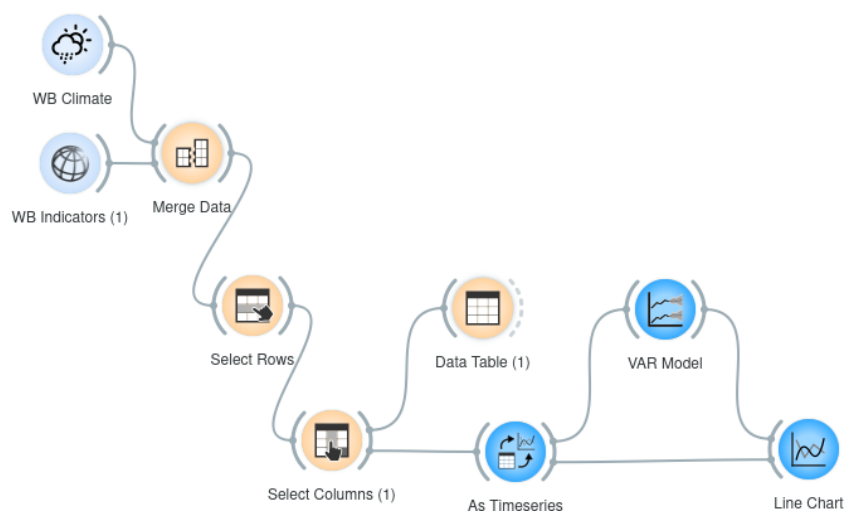 WB Climate
WB Indicators (1)
Merge Data
Select Rows
Data Table (1)
VAR Model
Select Columns (1)
As Timeseries
Line Chart